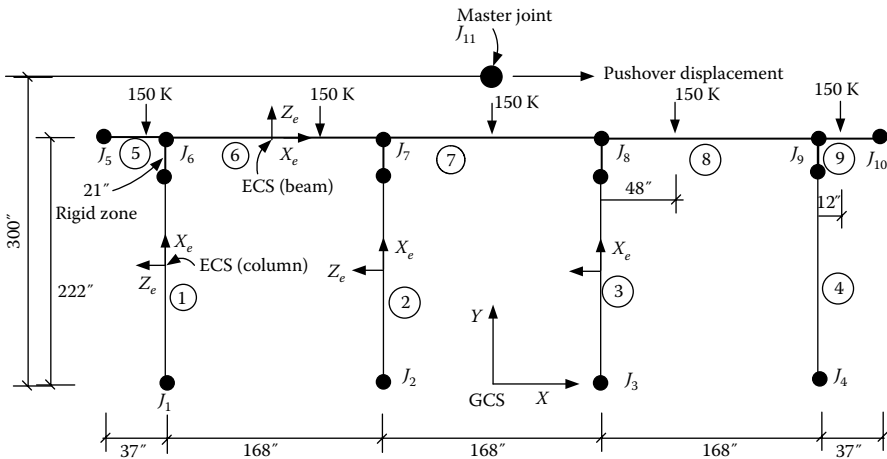 Master joint
J11
Pushover displacement
150 K
150 K
150 K
150 K
150 K
Ze
Xe
J5
5
J6
6
J7
7
J8
8
J9
9
J10
ECS (beam)
21″
Rigid zone
48″
12″
300″
222″
Xe
ECS (column)
Ze
1
Xe
Ze
2
Xe
3
4
Y
X
GCS
J1
J2
J3
J4
37″
168″
168″
168″
37″